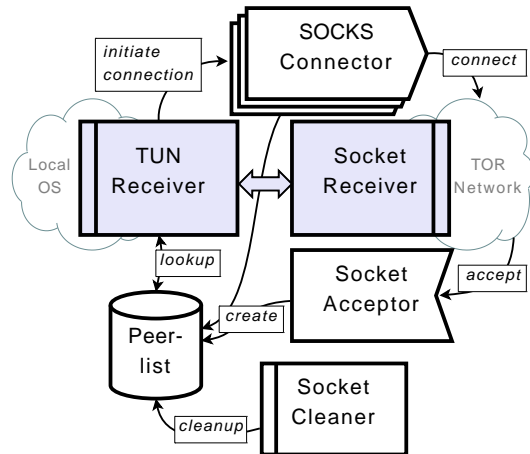 SOCKS
Connector
initiate
connection
connect
Local
OS
TUN
Receiver
Socket
Receiver
TOR
Network
lookup
Socket
Acceptor
accept
create
Peer-
list
Socket
Cleaner
cleanup